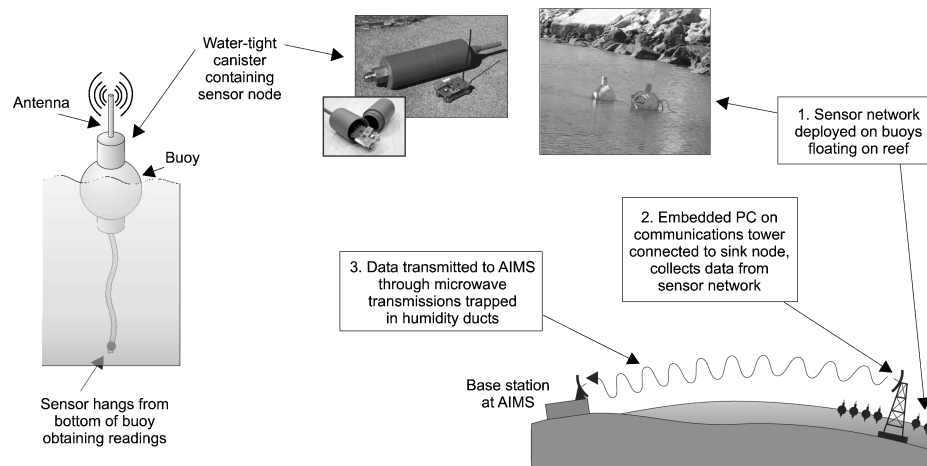 Water-tight
canister
containing
sensor node
Antenna
Buoy
1. Sensor network
deployed on buoys
floating on reef
2. Embedded PC on
communications tower
connected to sink node,
collects data from
sensor network
3. Data transmitted to AIMS
through microwave
transmissions trapped
in humidity ducts
Base station
at AIMS
Sensor hangs from
bottom of buoy
obtaining readings